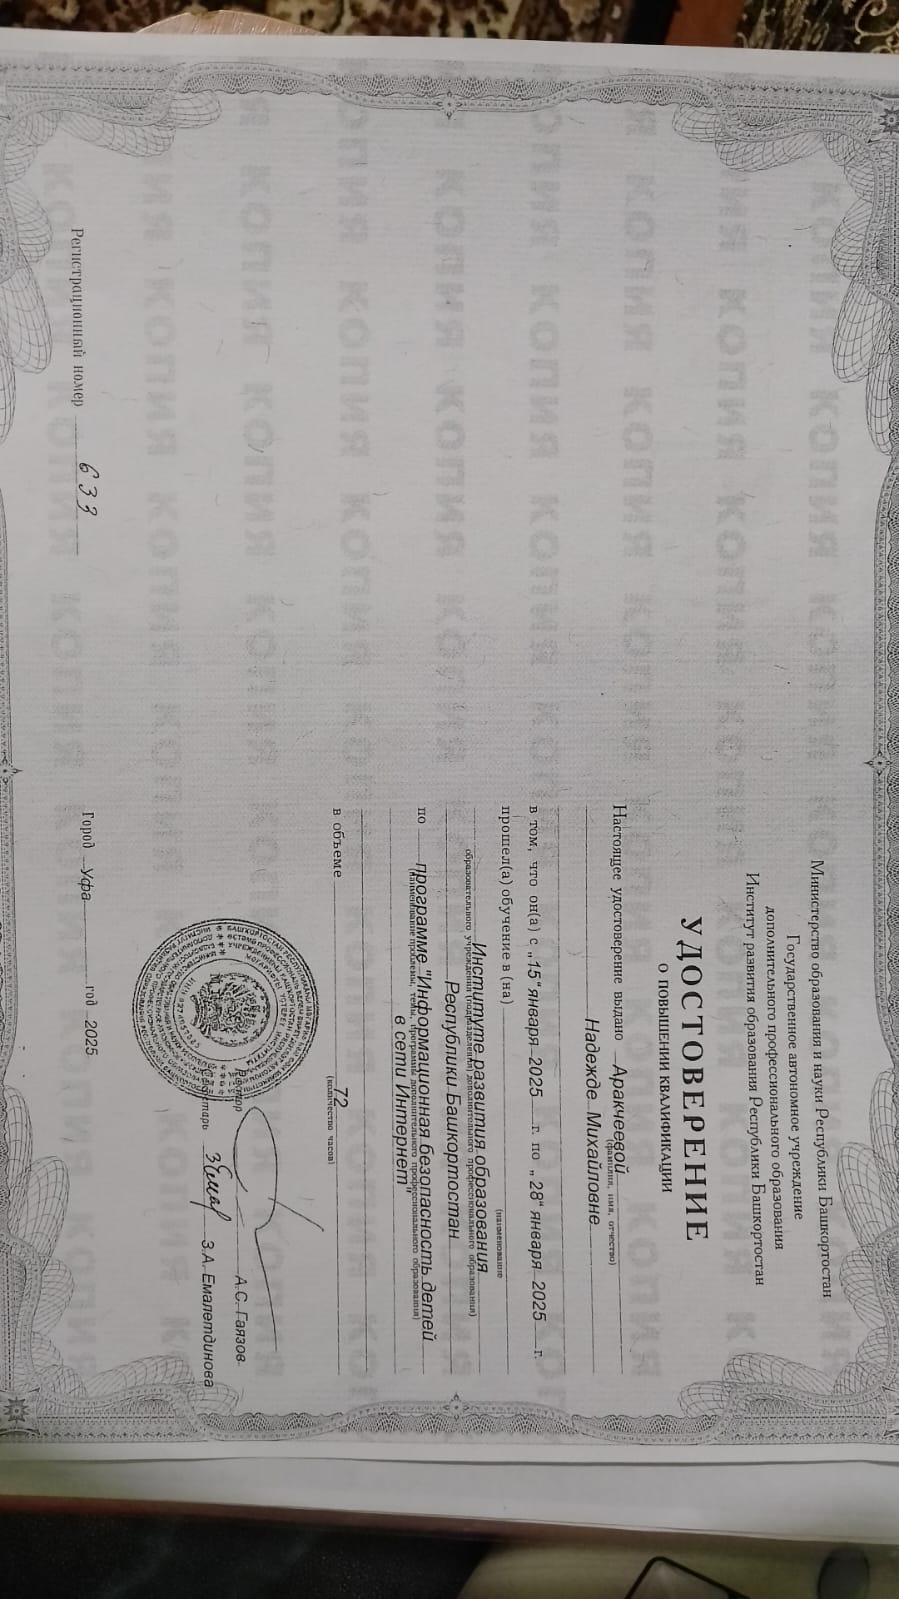 Министерство образования и науки Республики Башкортостан
Государственное автономное учреждение
дополнительного профессионального образования
Институт развития образования Республики Башкортостан
УДОСТОВЕРЕНИЕ
О ПОВЫШЕНИИ КВАЛИФИКАЦИИ
Настоящее удостоверение выдано Аракчеевой
(фамилия, имя, отчество)
Надежде Михайловне
в том, что он(а) с „15“ января 2025 г. по „28“ января 2025 г.
прошел(а) обучение в (на)
(наименование
Институте развития образования
образовательного учреждения (подразделения) дополнительного профессионального образования)
Республики Башкортостан
по программе "Информационная безопасность детей
(наименование проблемы, темы, программы дополнительного профессионального образования)
в сети Интернет"
в объеме 72
(количество часов)
Ректор А.С. Гаязов
Секретарь З.А. Емалетдинова
Регистрационный номер 633
Город Уфа год 2025
КОПИЯ КОПИЯ КОПИЯ КОПИЯ